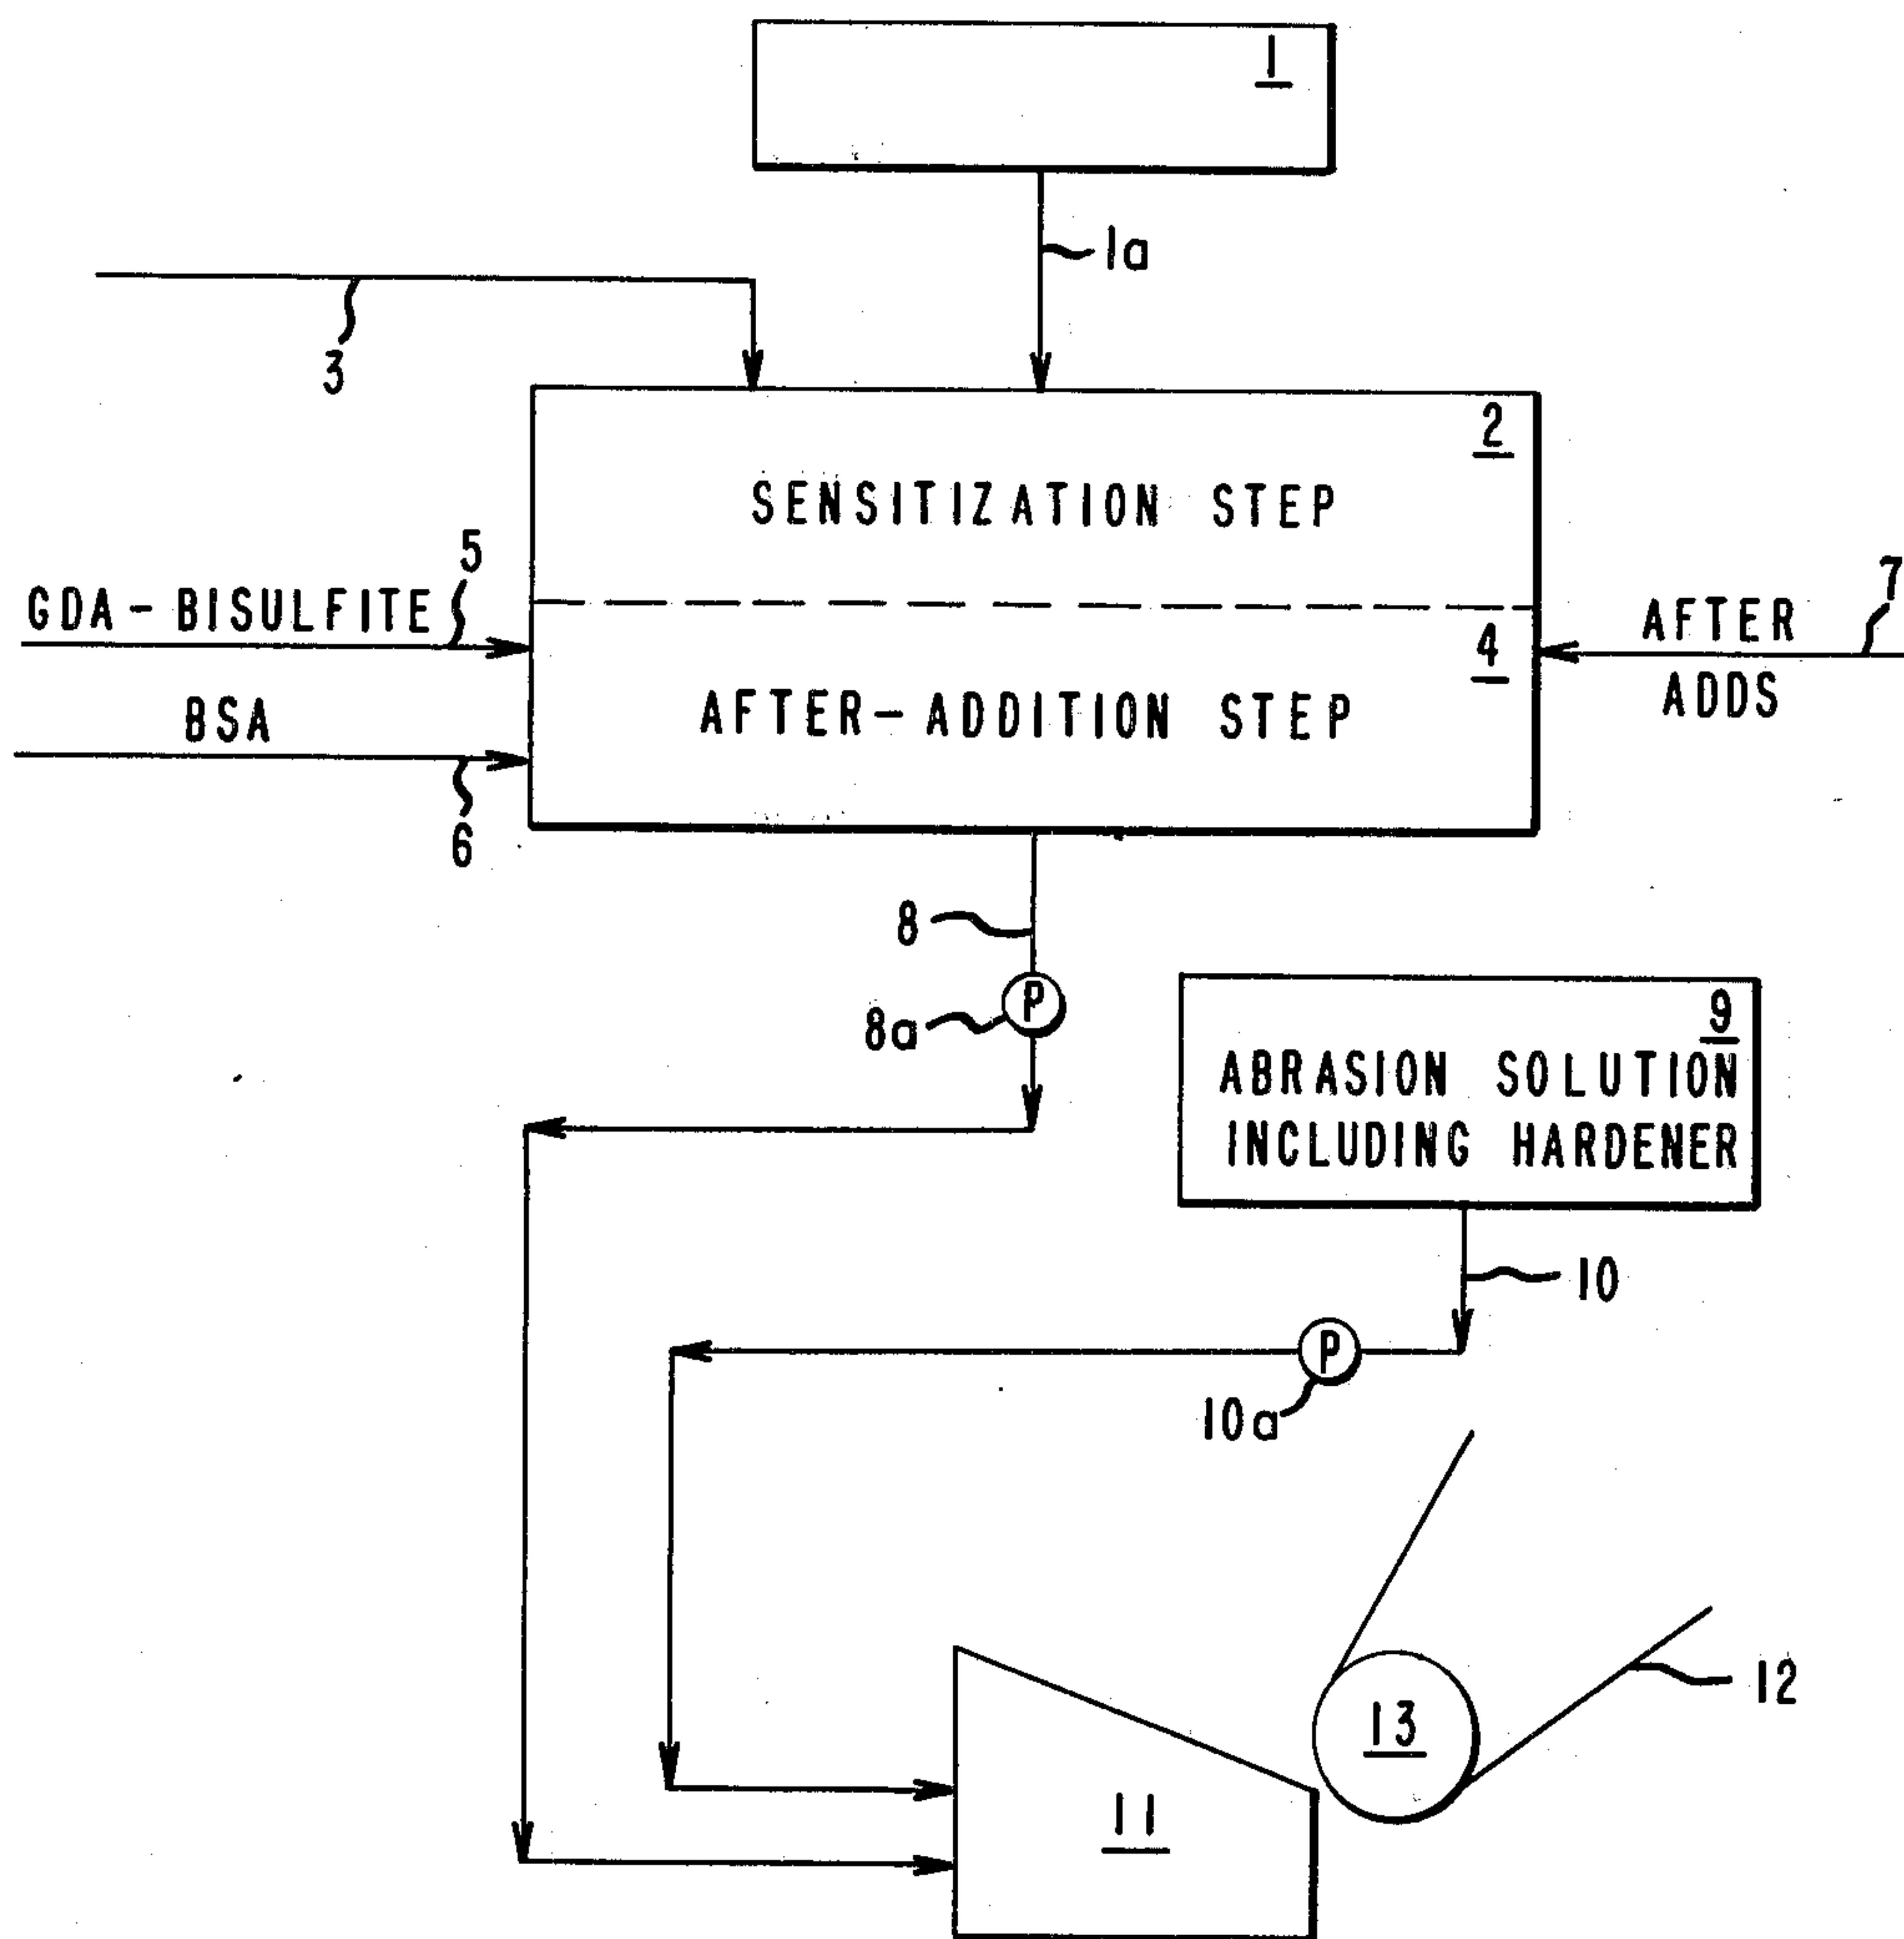 1
1a
3
2
SENSITIZATION STEP
5
7
GDA-BISULFITE
AFTER
ADDS
4
BSA
AFTER-ADDITION STEP
6
8
P
8a
9
ABRASION SOLUTION
INCLUDING HARDENER
10
P
10a
12
13
11